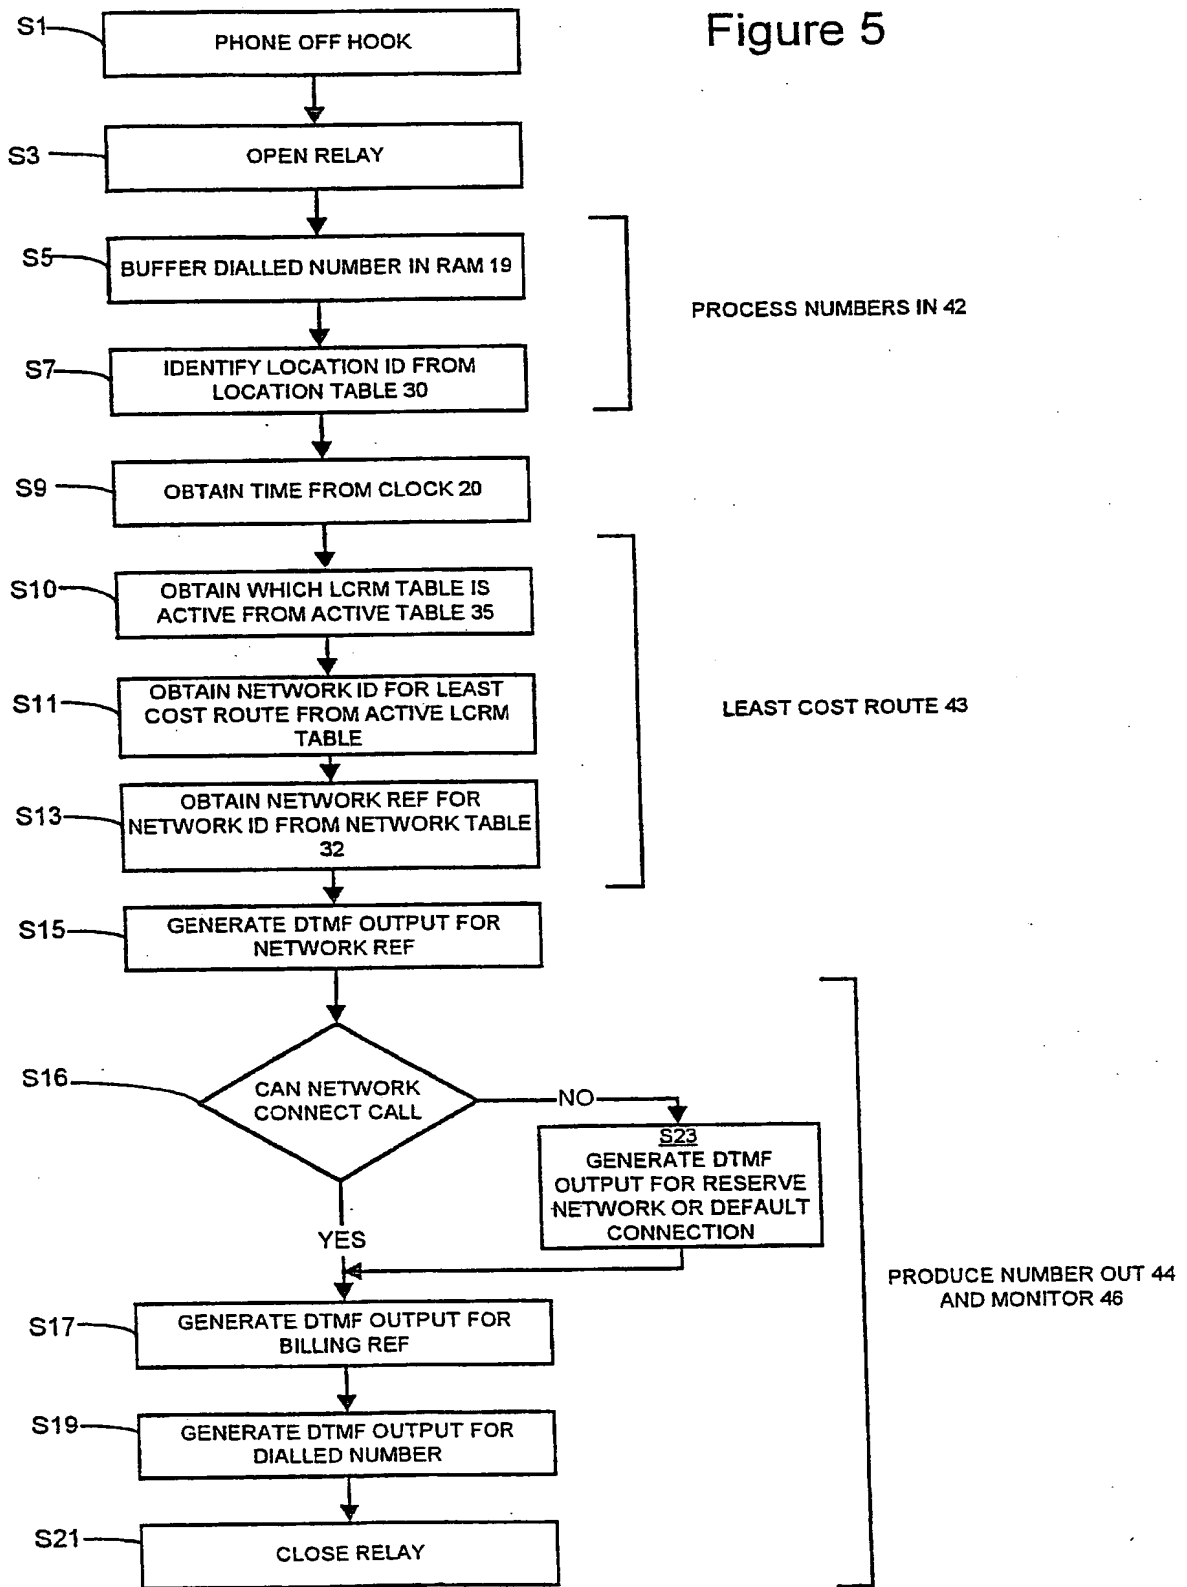 Figure 5
S1
PHONE OFF HOOK
S3
OPEN RELAY
S5
BUFFER DIALLED NUMBER IN RAM 19
PROCESS NUMBERS IN 42
S7
IDENTIFY LOCATION ID FROM
LOCATION TABLE 30
S9
OBTAIN TIME FROM CLOCK 20
S10
OBTAIN WHICH LCRM TABLE IS
ACTIVE FROM ACTIVE TABLE 35
S11
OBTAIN NETWORK ID FOR LEAST
COST ROUTE FROM ACTIVE LCRM
TABLE
LEAST COST ROUTE 43
S13
OBTAIN NETWORK REF FOR
NETWORK ID FROM NETWORK TABLE
32
S15
GENERATE DTMF OUTPUT FOR
NETWORK REF
S16
CAN NETWORK
CONNECT CALL
NO
S23
GENERATE DTMF
OUTPUT FOR RESERVE
NETWORK OR DEFAULT
CONNECTION
YES
PRODUCE NUMBER OUT 44
AND MONITOR 46
S17
GENERATE DTMF OUTPUT FOR
BILLING REF
S19
GENERATE DTMF OUTPUT FOR
DIALLED NUMBER
S21
CLOSE RELAY